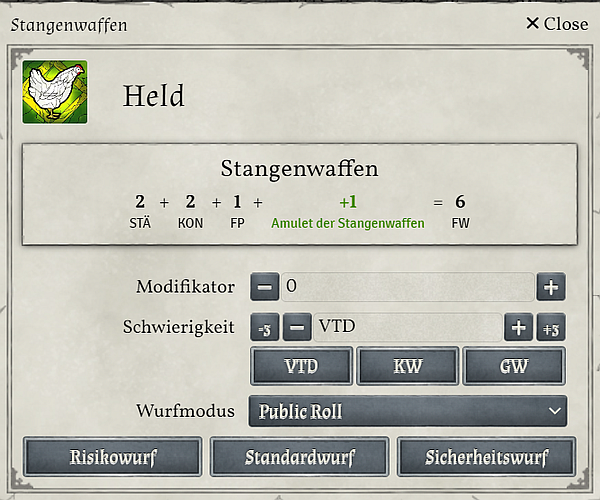 Stangenwaffen
Close
Held
Stangenwaffen
2 + 2 + 1 + +1 = 6
STÄ KON FP Amulet der Stangenwaffen FW
Modifikator 0
Schwierigkeit -3 VTD +3
VTD KW GW
Wurfmodus Public Roll
Risikowurf Standardwurf Sicherheitswurf